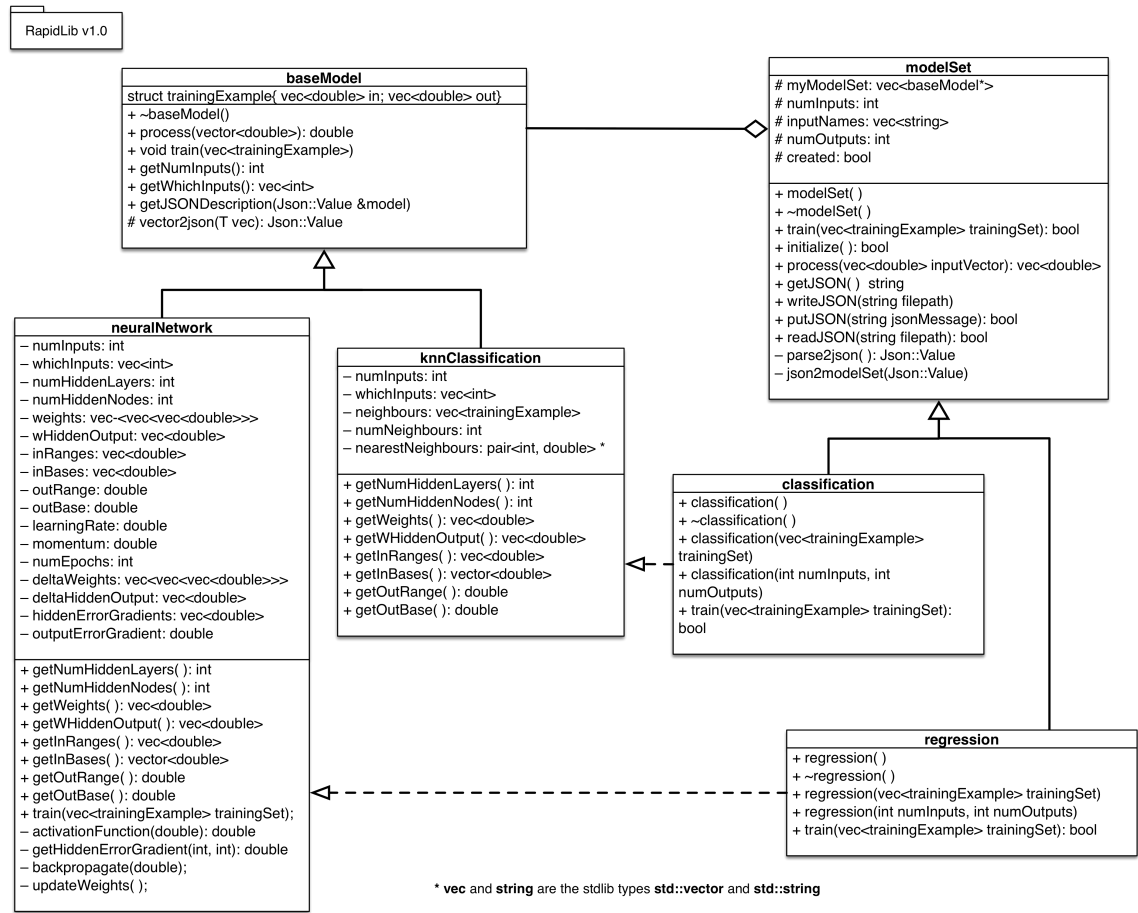 RapidLib v1.0
baseModel
struct trainingExample{ vec<double> in; vec<double> out}
+ ~baseModel()
+ process(vector<double>): double
+ void train(vec<trainingExample>)
+ getNumInputs(): int
+ getWhichInputs(): vec<int>
+ getJSONDescription(Json::Value &model)
# vector2json(T vec): Json::Value
modelSet
# myModelSet: vec<baseModel*>
# numInputs: int
# inputNames: vec<string>
# numOutputs: int
# created: bool
+ modelSet( )
+ ~modelSet( )
+ train(vec<trainingExample> trainingSet): bool
+ initialize( ): bool
+ process(vec<double> inputVector): vec<double>
+ getJSON( )  string
+ writeJSON(string filepath)
+ putJSON(string jsonMessage): bool
+ readJSON(string filepath): bool
– parse2json( ): Json::Value
– json2modelSet(Json::Value)
neuralNetwork
– numInputs: int
– whichInputs: vec<int>
– numHiddenLayers: int
– numHiddenNodes: int
– weights: vec-<vec<vec<double>>>
– wHiddenOutput: vec<double>
– inRanges: vec<double>
– inBases: vec<double>
– outRange: double
– outBase: double
– learningRate: double
– momentum: double
– numEpochs: int
– deltaWeights: vec<vec<vec<double>>>
– deltaHiddenOutput: vec<double>
– hiddenErrorGradients: vec<double>
– outputErrorGradient: double
+ getNumHiddenLayers( ): int
+ getNumHiddenNodes( ): int
+ getWeights( ): vec<double>
+ getWHiddenOutput( ): vec<double>
+ getInRanges( ): vec<double>
+ getInBases( ): vector<double>
+ getOutRange( ): double
+ getOutBase( ): double
+ train(vec<trainingExample> trainingSet);
– activationFunction(double): double
– getHiddenErrorGradient(int, int): double
– backpropagate(double);
– updateWeights( );
knnClassification
– numInputs: int
– whichInputs: vec<int>
– neighbours: vec<trainingExample>
– numNeighbours: int
– nearestNeighbours: pair<int, double> *
+ getNumHiddenLayers( ): int
+ getNumHiddenNodes( ): int
+ getWeights( ): vec<double>
+ getWHiddenOutput( ): vec<double>
+ getInRanges( ): vec<double>
+ getInBases( ): vector<double>
+ getOutRange( ): double
+ getOutBase( ): double
classification
+ classification( )
+ ~classification( )
+ classification(vec<trainingExample>
trainingSet)
+ classification(int numInputs, int
numOutputs)
+ train(vec<trainingExample> trainingSet):
bool
regression
+ regression( )
+ ~regression( )
+ regression(vec<trainingExample> trainingSet)
+ regression(int numInputs, int numOutputs)
+ train(vec<trainingExample> trainingSet): bool
* vec and string are the stdlib types std::vector and std::string